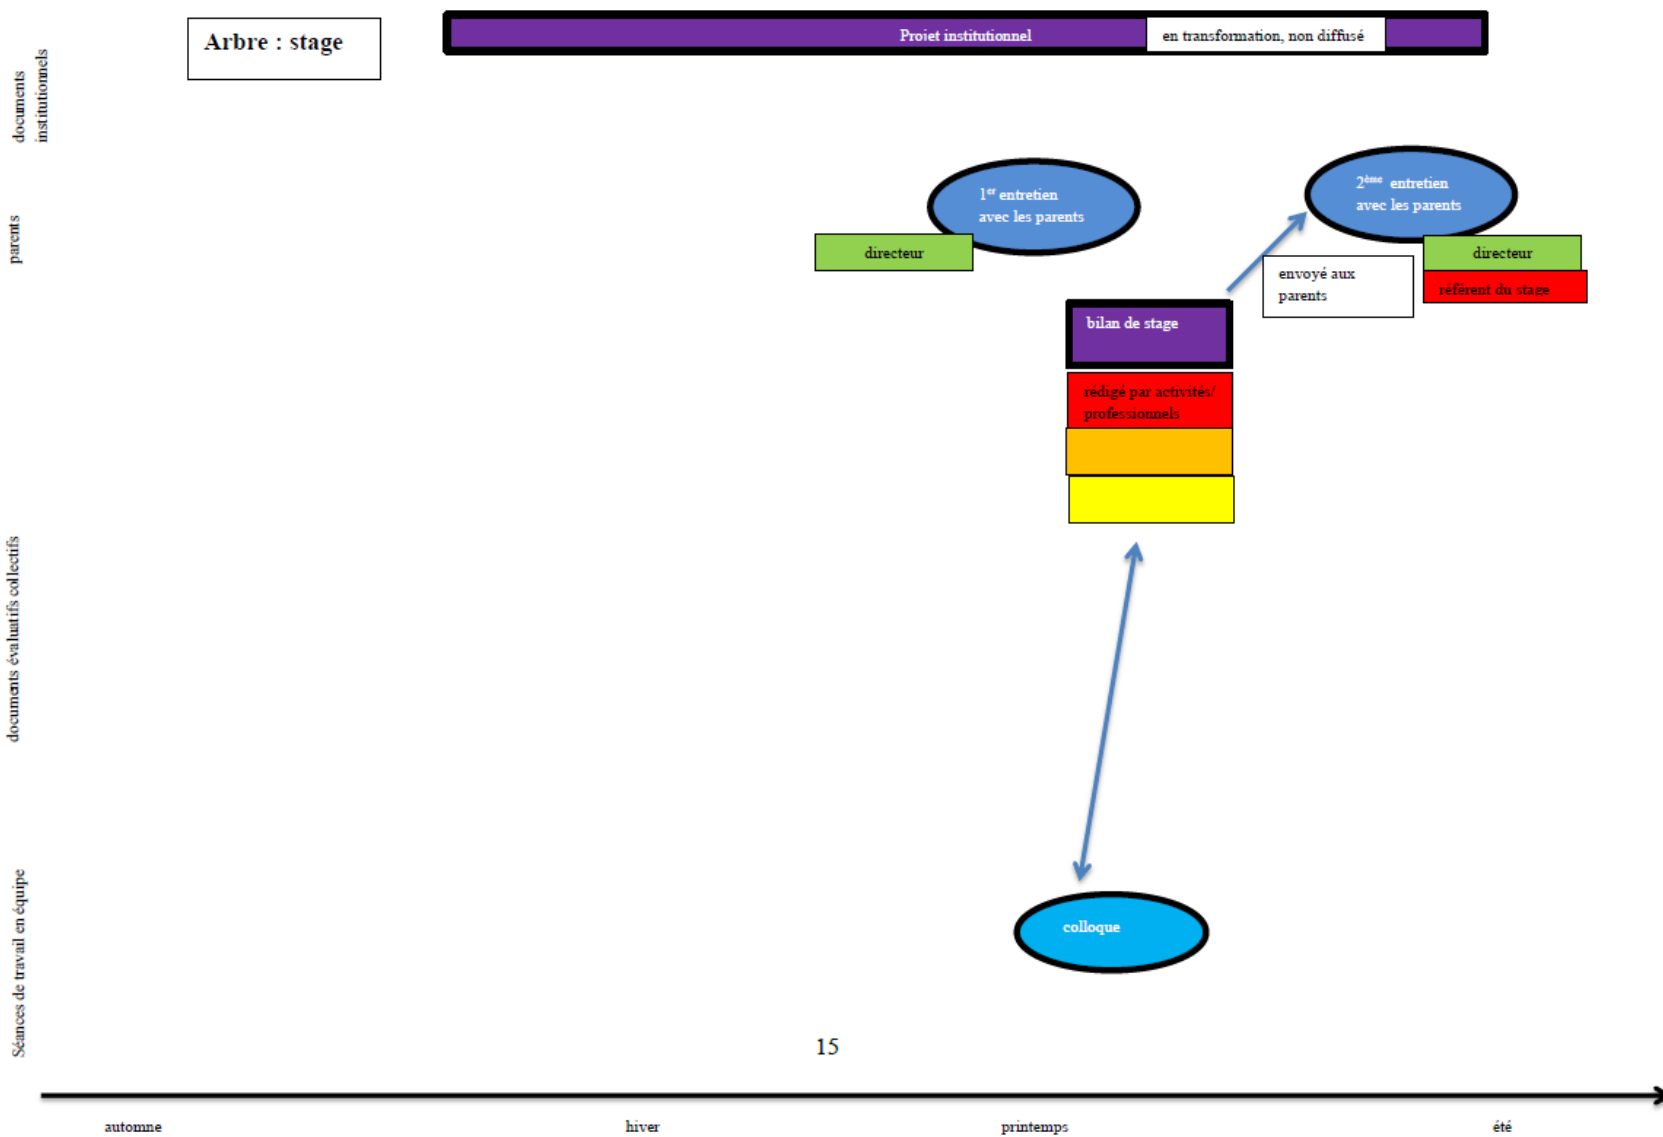 Arbre : stage
Projet institutionnel
en transformation, non diffusé
documents
institutionnels
1er entretien
avec les parents
2ème entretien
avec les parents
parents
directeur
directeur
envoyé aux
parents
référent du stage
bilan de stage
rédigé par activités/
professionnels
documents évaluatifs collectifs
Séances de travail en équipe
colloque
15
automne
hiver
printemps
été